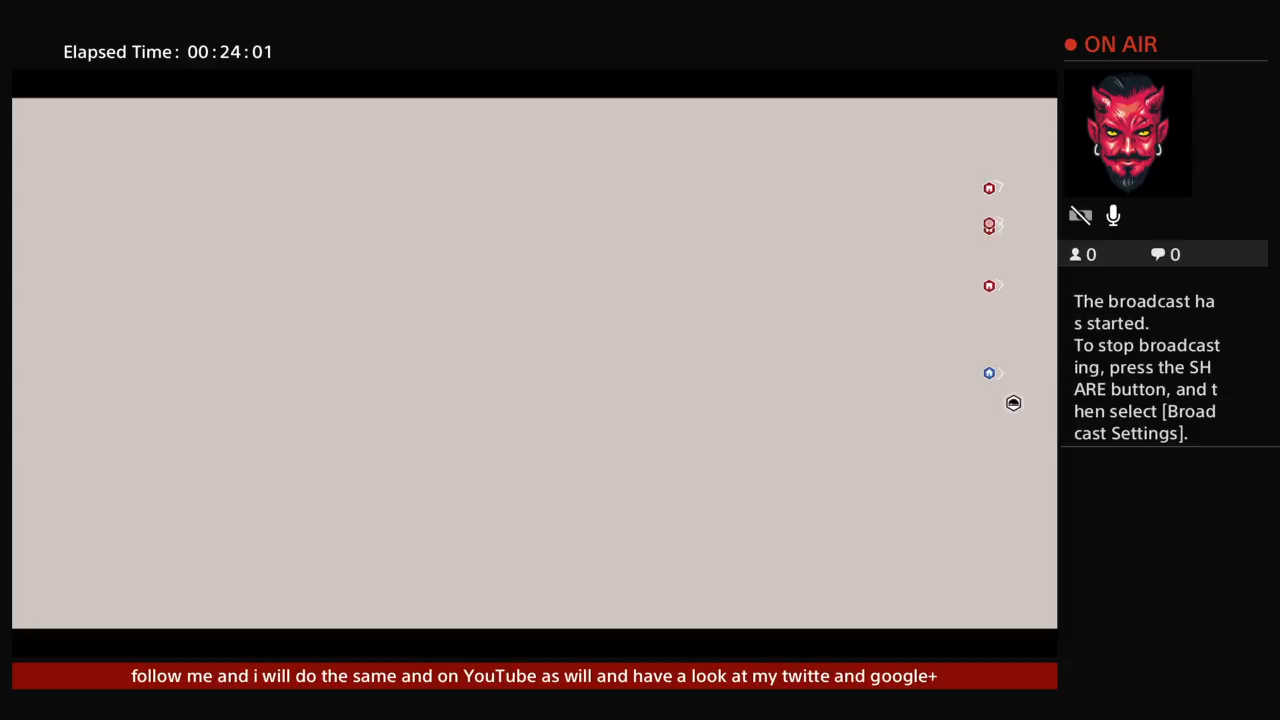 Elapsed Time: 00:24:01
ON AIR
0 0
The broadcast ha
s started.
To stop broadcast
ing, press the SH
ARE button, and t
hen select [Broad
cast Settings].
follow me and i will do the same and on YouTube as will and have a look at my twitte and google+